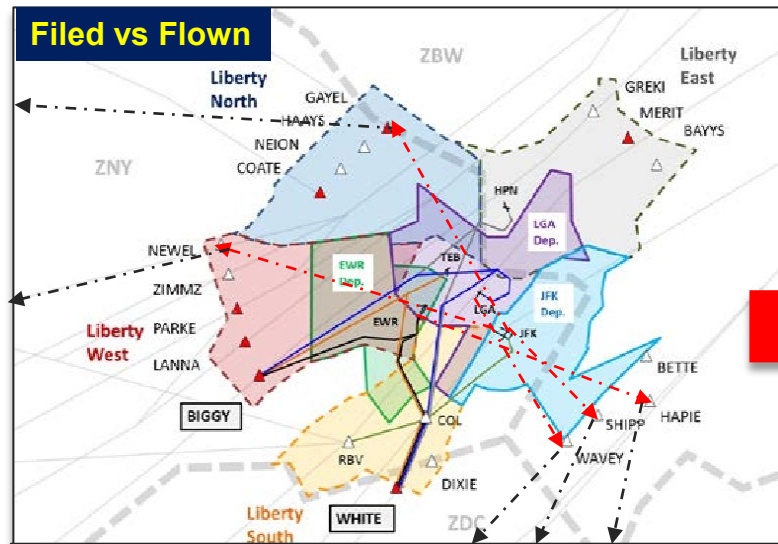 Filed vs Flown
ZBW
Liberty
North
Liberty
East
GAYEL
HAAYS
NEION
COATE
GREKI
MERIT
BAYYS
ZNY
HPN
LGA
Dep.
NEWEL
ZIMMZ
PARKE
LANNA
EWR
Dep.
TEB
JFK
Dep.
EWR
LGA
JFK
Liberty
West
BIGGY
BETTE
HAPIE
SHIPP
WAVEY
COL
RBV
DIXIE
Liberty
South
WHITE
ZDC